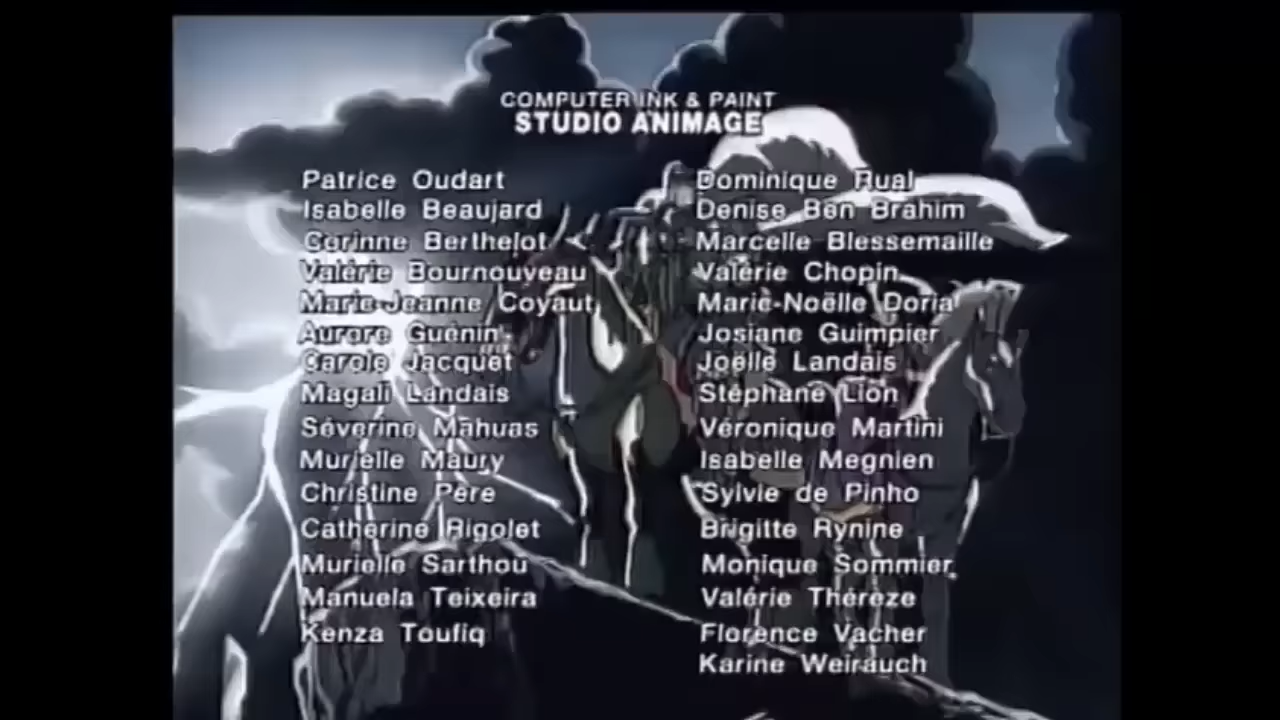 COMPUTER INK & PAINT
STUDIO ANIMAGE
Patrice Oudart
Isabelle Beaujard
Corinne Berthelot
Valérie Bournouveau
Marie-Jeanne Coyaut
Aurore Guénin
Carole Jacquet
Magali Landais
Séverine Mahuas
Murielle Maury
Christine Père
Catherine Rigolet
Murielle Sarthou
Manuela Teixeira
Kenza Toufiq
Dominique Rual
Denise Ben Brahim
Marcelle Blessemaille
Valérie Chopin
Marie-Noëlle Doria
Josiane Guimpier
Joëlle Landais
Stéphane Lion
Véronique Martini
Isabelle Megnien
Sylvie de Pinho
Brigitte Rynine
Monique Sommier
Valérie Thérèze
Florence Vacher
Karine Weirauch